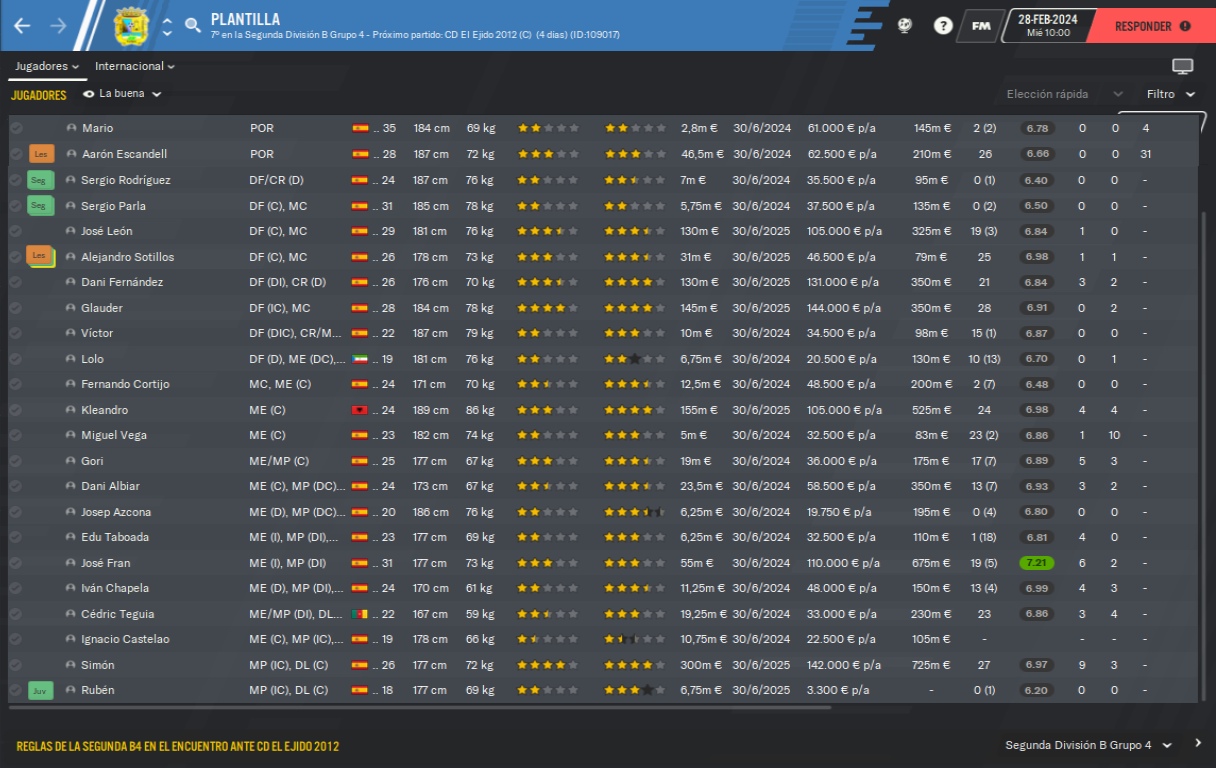 PLANTILLA
7º en la Segunda División B Grupo 4 - Próximo partido: CD El Ejido 2012 (C) (4 días) (ID:109017)
? FM 28-FEB-2024 Mié 10:00 RESPONDER
Jugadores Internacional
JUGADORES La buena Elección rápida Filtro
Mario POR .. 35 184 cm 69 kg 2,8m € 30/6/2024 61.000 € p/a 145m € 2 (2) 6.78 0 0 4
Les Aarón Escandell POR .. 28 187 cm 72 kg 46,5m € 30/6/2024 62.500 € p/a 210m € 26 6.66 0 0 31
Seg Sergio Rodríguez DF/CR (D) .. 24 187 cm 76 kg 7m € 30/6/2024 35.500 € p/a 95m € 0 (1) 6.40 0 0 -
Seg Sergio Parla DF (C), MC .. 31 185 cm 78 kg 5,75m € 30/6/2024 37.500 € p/a 135m € 0 (2) 6.50 0 0 -
José León DF (C), MC .. 29 181 cm 76 kg 130m € 30/6/2025 105.000 € p/a 325m € 19 (3) 6.84 1 0 -
Les Alejandro Sotillos DF (C), MC .. 26 178 cm 73 kg 31m € 30/6/2024 46.500 € p/a 79m € 25 6.98 1 1 -
Dani Fernández DF (DI), CR (D) .. 26 176 cm 70 kg 130m € 30/6/2025 131.000 € p/a 350m € 21 6.84 3 2 -
Glauder DF (IC), MC .. 28 184 cm 78 kg 145m € 30/6/2025 144.000 € p/a 350m € 28 6.91 0 2 -
Víctor DF (DIC), CR/M... .. 22 187 cm 79 kg 10m € 30/6/2024 34.500 € p/a 98m € 15 (1) 6.87 0 0 -
Lolo DF (D), ME (DC),... .. 19 181 cm 76 kg 6,75m € 30/6/2024 20.500 € p/a 130m € 10 (13) 6.70 0 1 -
Fernando Cortijo MC, ME (C) .. 24 171 cm 70 kg 12,5m € 30/6/2024 48.500 € p/a 200m € 2 (7) 6.48 0 0 -
Kleandro ME (C) .. 24 189 cm 86 kg 155m € 30/6/2025 105.000 € p/a 525m € 24 6.98 4 4 -
Miguel Vega ME (C) .. 23 182 cm 74 kg 5m € 30/6/2024 32.500 € p/a 83m € 23 (2) 6.86 1 10 -
Gori ME/MP (C) .. 25 177 cm 67 kg 19m € 30/6/2024 36.000 € p/a 175m € 17 (7) 6.89 5 3 -
Dani Albiar ME (C), MP (DC)... .. 24 173 cm 67 kg 23,5m € 30/6/2024 58.500 € p/a 350m € 13 (7) 6.93 3 2 -
Josep Azcona ME (D), MP (DC)... .. 20 186 cm 76 kg 6,25m € 30/6/2024 19.750 € p/a 195m € 0 (4) 6.80 0 0 -
Edu Taboada ME (I), MP (DI),... .. 23 177 cm 69 kg 6,25m € 30/6/2024 32.500 € p/a 110m € 1 (18) 6.81 4 0 -
José Fran ME (I), MP (DI) .. 31 177 cm 73 kg 55m € 30/6/2024 110.000 € p/a 675m € 19 (5) 7.21 6 2 -
Iván Chapela ME (D), MP (DI),... .. 24 170 cm 61 kg 11,25m € 30/6/2024 48.000 € p/a 150m € 13 (4) 6.99 4 3 -
Cédric Teguia ME/MP (DI), DL... .. 22 167 cm 59 kg 19,25m € 30/6/2024 33.000 € p/a 230m € 23 6.86 3 4 -
Ignacio Castelao ME (C), MP (IC),... .. 19 178 cm 66 kg 10,75m € 30/6/2024 22.500 € p/a 105m € - - - -
Simón MP (IC), DL (C) .. 26 177 cm 72 kg 300m € 30/6/2025 142.000 € p/a 725m € 27 6.97 9 3 -
Juv Rubén MP (IC), DL (C) .. 18 177 cm 69 kg 6,75m € 30/6/2025 3.300 € p/a - 0 (1) 6.20 0 0 -
REGLAS DE LA SEGUNDA B4 EN EL ENCUENTRO ANTE CD EL EJIDO 2012 Segunda División B Grupo 4